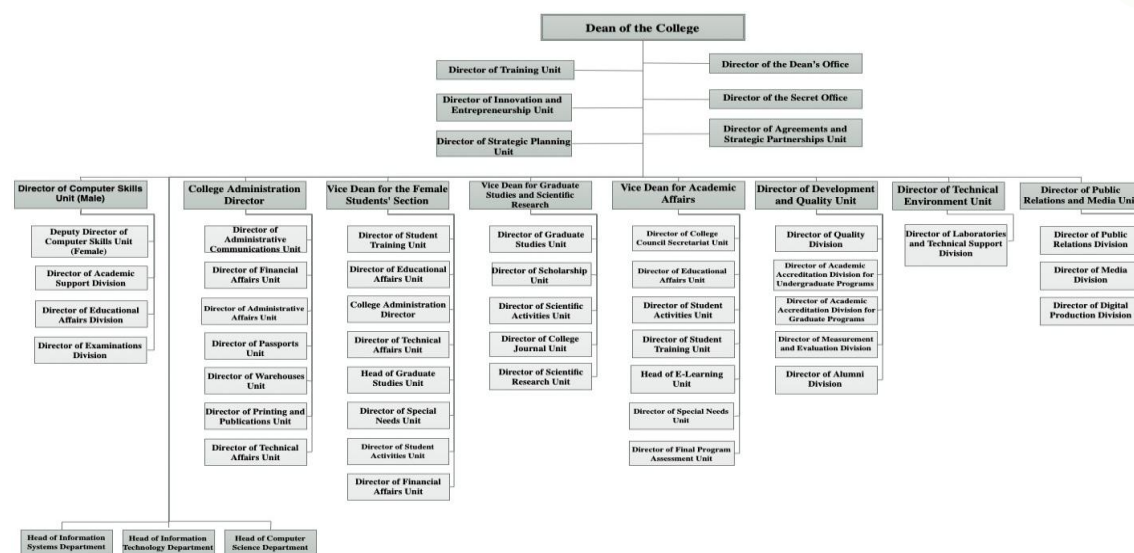 Dean of the College
Director of Training Unit
Director of the Dean's Office
Director of Innovation and
Entrepreneurship Unit
Director of the Secret Office
Director of Strategic Planning
Unit
Director of Agreements and
Strategic Partnerships Unit
Director of Computer Skills
Unit (Male)
Deputy Director of
Computer Skills Unit
(Female)
Director of Academic
Support Division
Director of Educational
Affairs Division
Director of Examinations
Division
College Administration
Director
Director of
Administrative
Communications Unit
Director of Financial
Affairs Unit
Director of Administrative
Affairs Unit
Director of Passports
Unit
Director of Warehouses
Unit
Director of Printing and
Publications Unit
Director of Technical
Affairs Unit
Vice Dean for the Female
Students' Section
Director of Student
Training Unit
Director of Educational
Affairs Unit
College Administration
Director
Director of Technical
Affairs Unit
Head of Graduate
Studies Unit
Director of Special
Needs Unit
Director of Student
Activities Unit
Director of Financial
Affairs Unit
Vice Dean for Graduate
Studies and Scientific
Research
Director of Graduate
Studies Unit
Director of Scholarship
Unit
Director of Scientific
Activities Unit
Director of College
Journal Unit
Director of Scientific
Research Unit
Vice Dean for Academic
Affairs
Director of College
Council Secretariat Unit
Director of Educational
Affairs Unit
Director of Student
Activities Unit
Director of Student
Training Unit
Head of E-Learning
Unit
Director of Special Needs
Unit
Director of Final Program
Assessment Unit
Director of Development
and Quality Unit
Director of Quality
Division
Director of Academic
Accreditation Division for
Undergraduate Programs
Director of Academic
Accreditation Division for
Graduate Programs
Director of Measurement
and Evaluation Division
Director of Alumni
Division
Director of Technical
Environment Unit
Director of Laboratories
and Technical Support
Division
Director of Public
Relations and Media Unit
Director of Public
Relations Division
Director of Media
Division
Director of Digital
Production Division
Head of Information
Systems Department
Head of Information
Technology Department
Head of Computer
Science Department